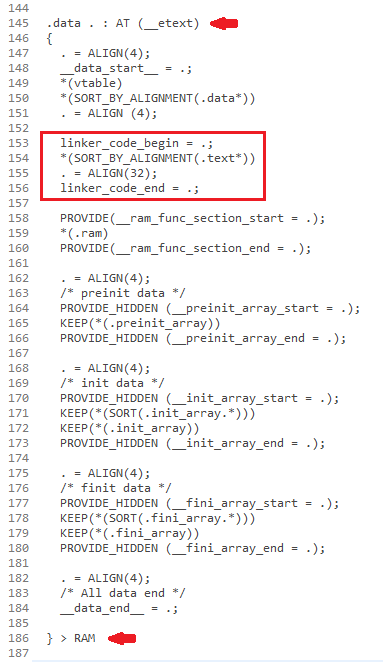 144
145 .data . : AT (__etext)
146 {
147 . = ALIGN(4);
148 __data_start__ = .;
149 *(vtable)
150 *(SORT_BY_ALIGNMENT(.data*))
151 . = ALIGN (4);
152
153 linker_code_begin = .;
154 *(SORT_BY_ALIGNMENT(.text*))
155 . = ALIGN(32);
156 linker_code_end = .;
157
158 PROVIDE(__ram_func_section_start = .);
159 *(.ram)
160 PROVIDE(__ram_func_section_end = .);
161
162 . = ALIGN(4);
163 /* preinit data */
164 PROVIDE_HIDDEN (__preinit_array_start = .);
165 KEEP(*(.preinit_array))
166 PROVIDE_HIDDEN (__preinit_array_end = .);
167
168 . = ALIGN(4);
169 /* init data */
170 PROVIDE_HIDDEN (__init_array_start = .);
171 KEEP(*(SORT(.init_array.*)))
172 KEEP(*(.init_array))
173 PROVIDE_HIDDEN (__init_array_end = .);
174
175 . = ALIGN(4);
176 /* finit data */
177 PROVIDE_HIDDEN (__fini_array_start = .);
178 KEEP(*(SORT(.fini_array.*)))
179 KEEP(*(.fini_array))
180 PROVIDE_HIDDEN (__fini_array_end = .);
181
182 . = ALIGN(4);
183 /* All data end */
184 __data_end__ = .;
185
186 } > RAM
187